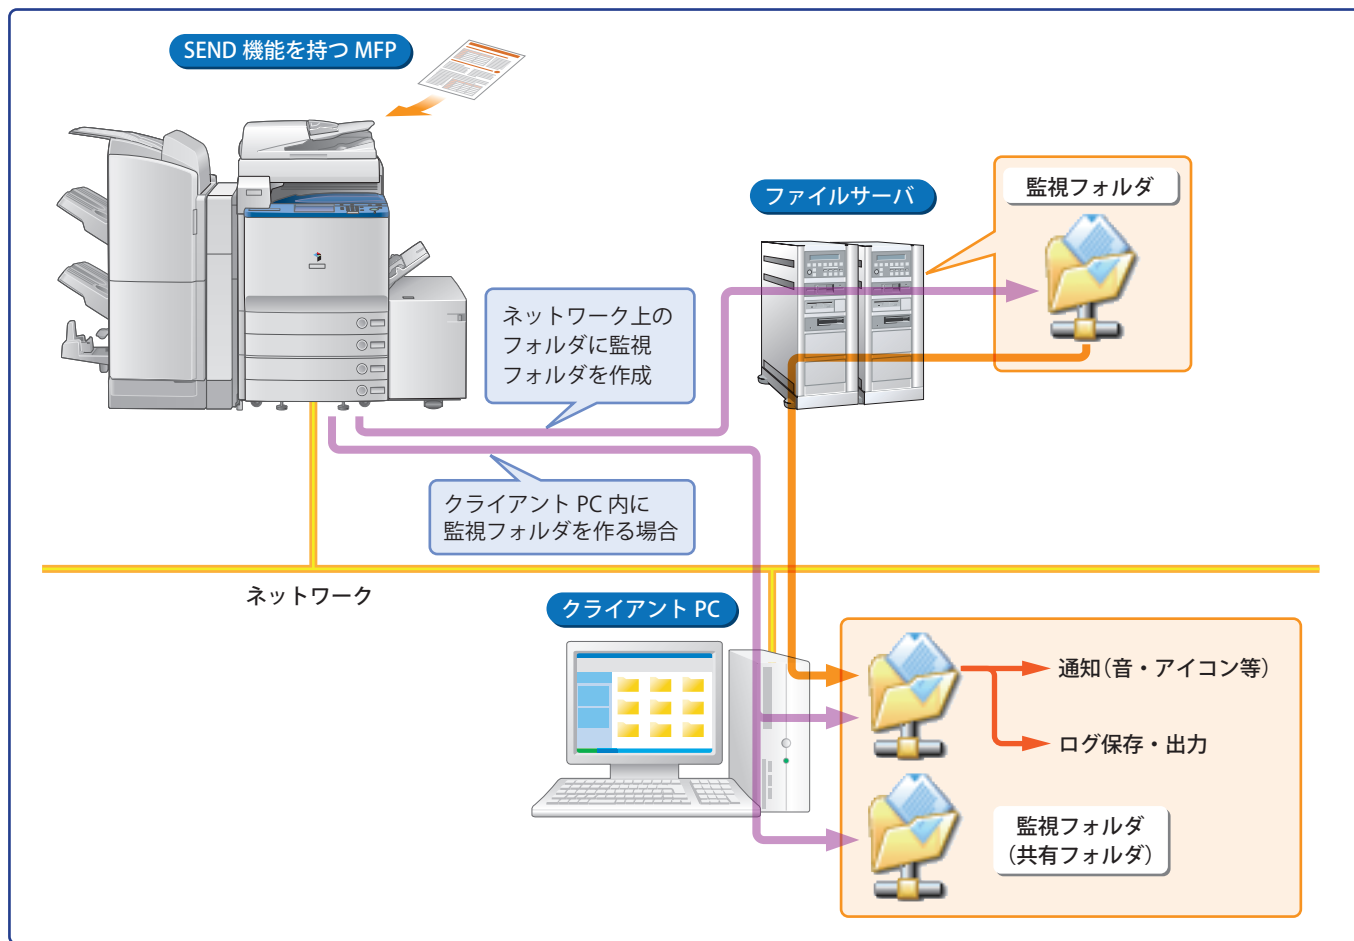 SEND 機能を持つ MFP
監視フォルダ
ファイルサーバ
ネットワーク上の
フォルダに監視
フォルダを作成
クライアント PC 内に
監視フォルダを作る場合
ネットワーク
クライアント PC
通知(音・アイコン等)
ログ保存・出力
監視フォルダ
(共有フォルダ)